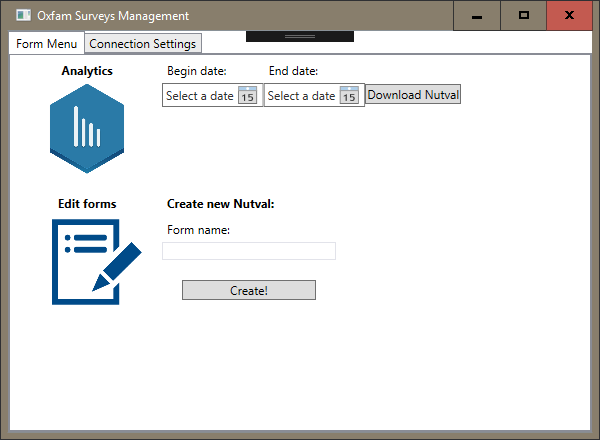 Oxfam Surveys Management
Form Menu
Connection Settings
Analytics
Begin date:
End date:
Select a date 15
Select a date 15
Download Nutval
Edit forms
Create new Nutval:
Form name:
Create!